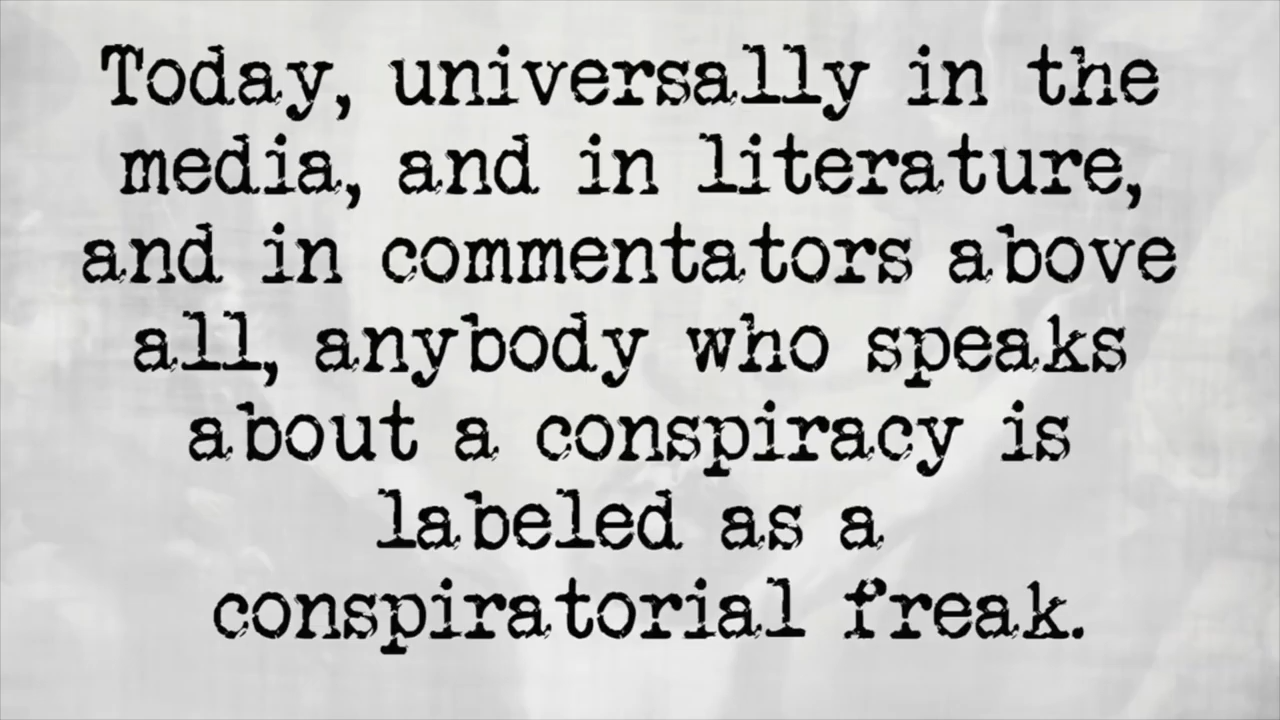 Today, universally in the
media, and in literature,
and in commentators above
all, anybody who speaks
about a conspiracy is
labeled as a
conspiratorial freak.